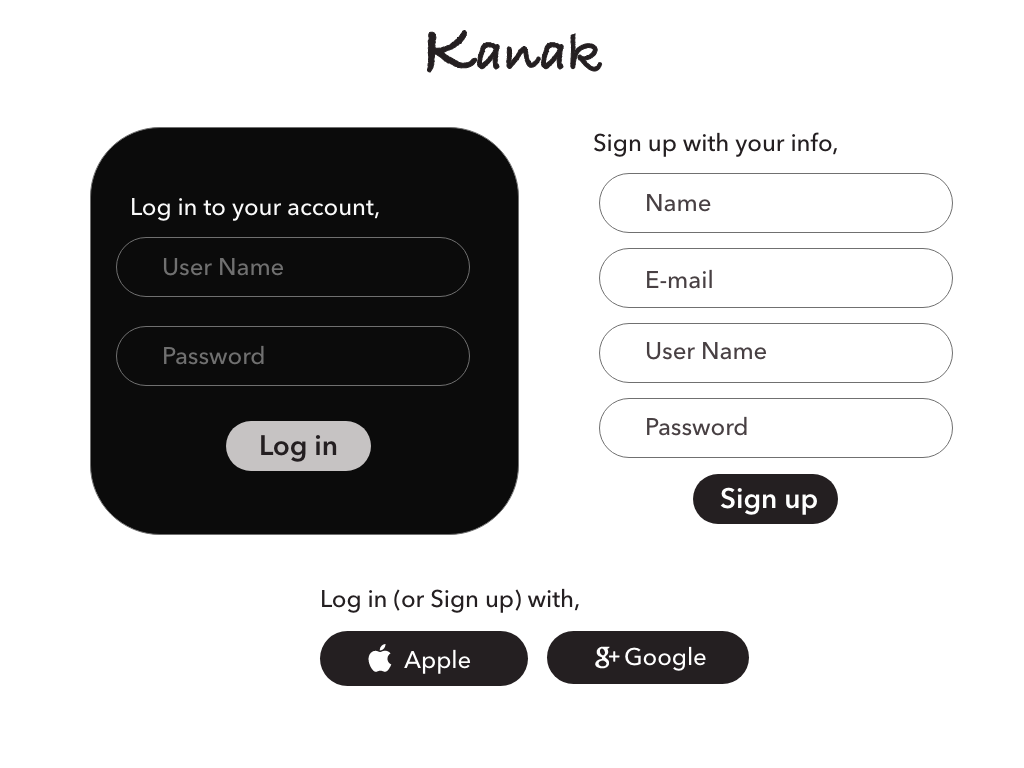 Kanak
Log in to your account,
User Name
Password
Log in
Sign up with your info,
Name
E-mail
User Name
Password
Sign up
Log in (or Sign up) with,
Apple
g+ Google